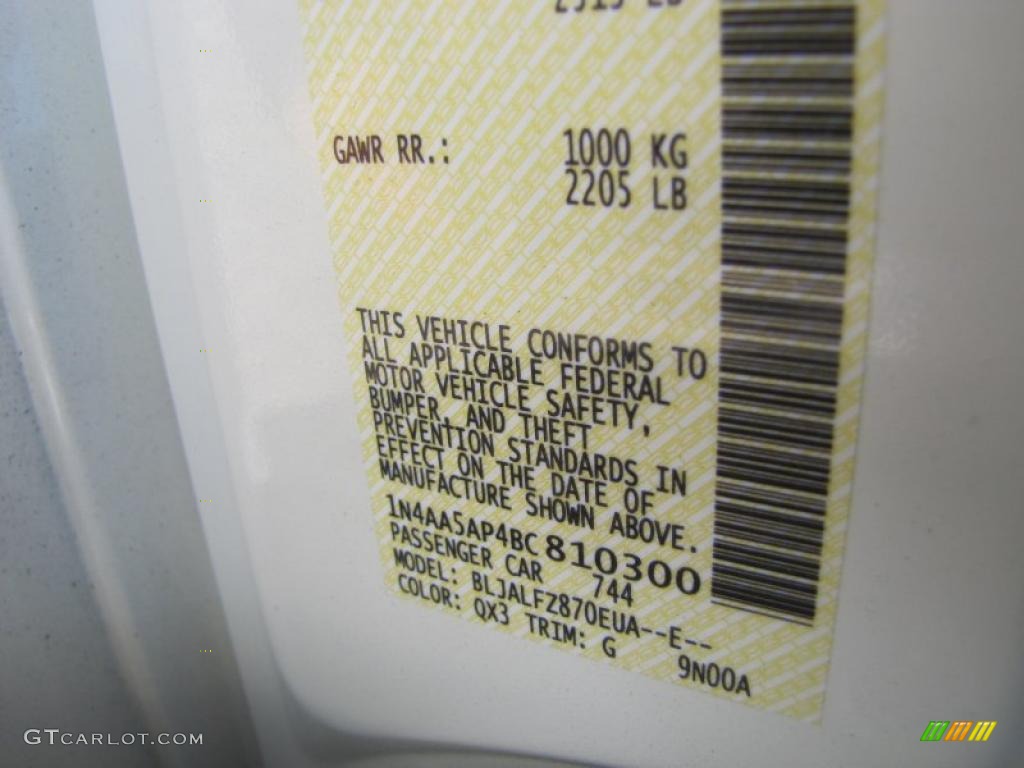 GAWR RR.: 1000 KG
2205 LB
THIS VEHICLE CONFORMS TO
ALL APPLICABLE FEDERAL
MOTOR VEHICLE SAFETY,
BUMPER, AND THEFT
PREVENTION STANDARDS IN
EFFECT ON THE DATE OF
MANUFACTURE SHOWN ABOVE.
1N4AA5AP4BC810300
PASSENGER CAR 744
MODEL: BLJALFZ870EUA--E--
COLOR: QX3 TRIM: G 9N00A
GTCARLOT.COM